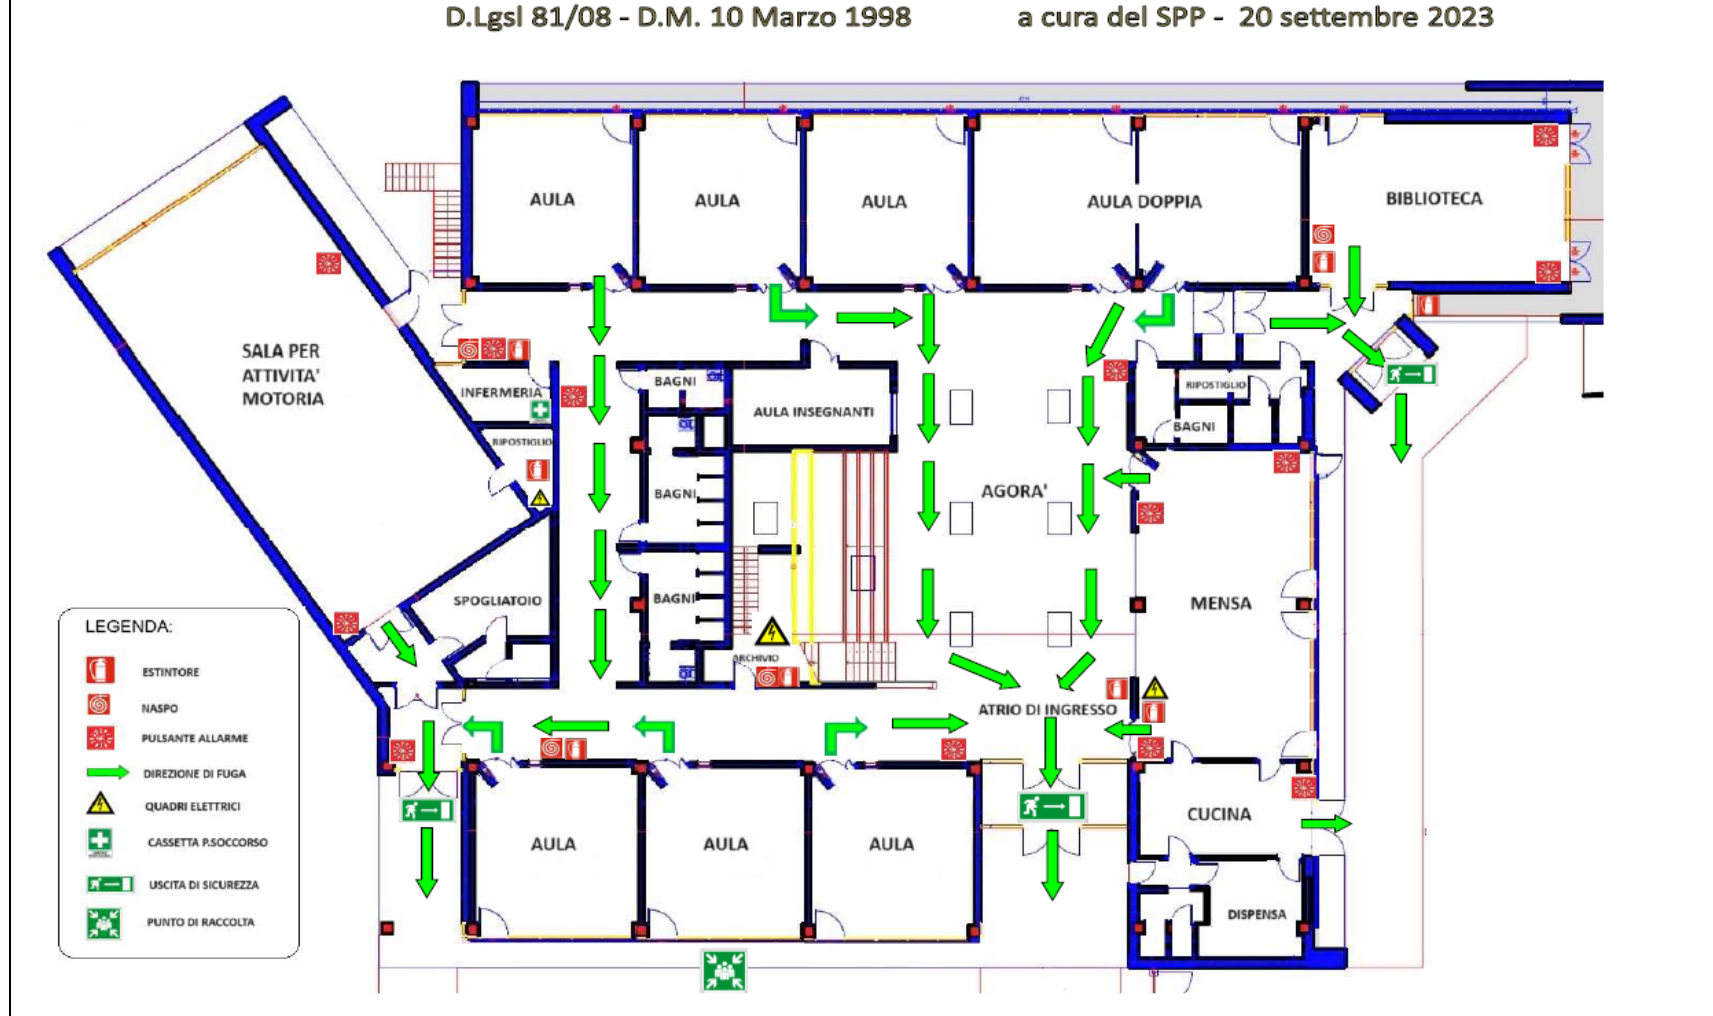 D.Lgsl 81/08 - D.M. 10 Marzo 1998 a cura del SPP - 20 settembre 2023
AULA
AULA
AULA
AULA DOPPIA
BIBLIOTECA
SALA PER
ATTIVITA'
MOTORIA
INFERMERIA
RIPOSTIGLIO
BAGNI
AULA INSEGNANTI
RIPOSTIGLIO
BAGNI
BAGNI
AGORA'
SPOGLIATOIO
BAGNI
MENSA
ARCHIVIO
ATRIO DI INGRESSO
LEGENDA:
ESTINTORE
NASPO
PULSANTE ALLARME
DIREZIONE DI FUGA
QUADRI ELETTRICI
CASSETTA P.SOCCORSO
USCITA DI SICUREZZA
PUNTO DI RACCOLTA
AULA
AULA
AULA
CUCINA
DISPENSA